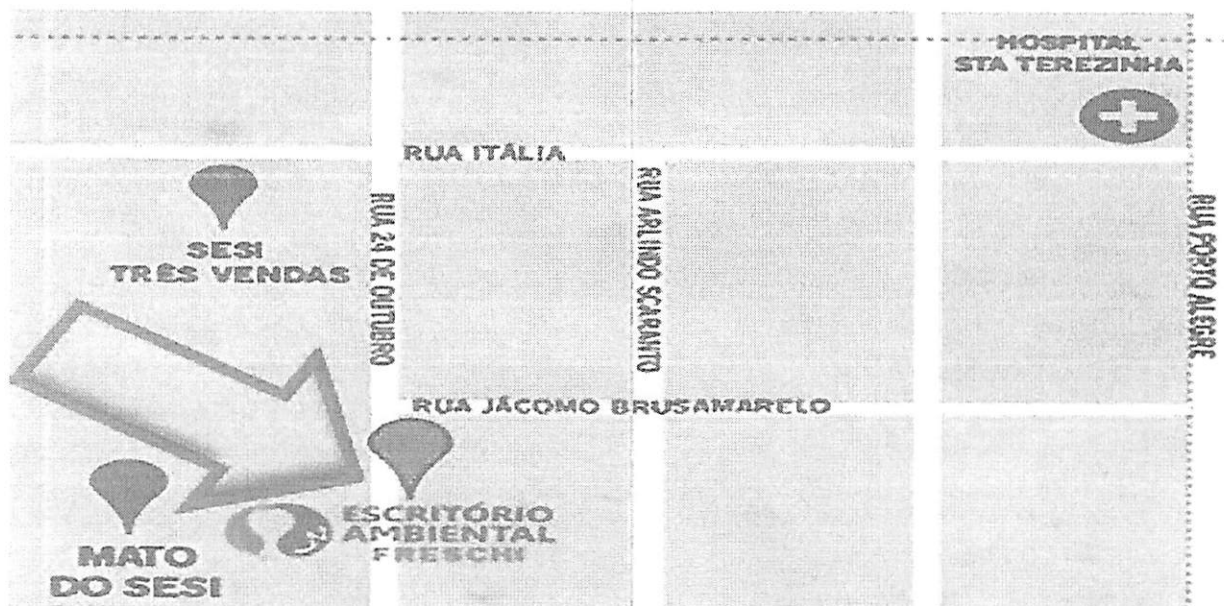 HOSPITAL
STA TEREZINHA
RUA ITÁLIA
SESI
TRÊS VENDAS
RUA 24 DE OUTUBRO
RUA ARLINDO SCARANTO
RUA PORTO ALEGRE
RUA JÁCOMO BRUSAMARELO
ESCRITÓRIO
AMBIENTAL
FRESCHI
MATO
DO SESI